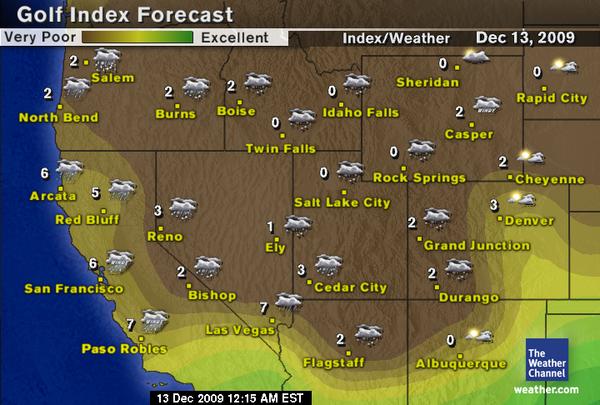 Golf Index Forecast
Very Poor Excellent Index/Weather Dec 13, 2009
2 Salem
0 Sheridan
0 Rapid City
2 North Bend
2 Burns
2 Boise
0 Idaho Falls
2 WINDY Casper
0 Twin Falls
6 Arcata
5 Red Bluff
0 Salt Lake City
0 Rock Springs
2 Cheyenne
3 Reno
1 Ely
2 Grand Junction
3 Denver
6 WINDY San Francisco
2 Bishop
3 Cedar City
2 Durango
7 WINDY Paso Robles
7 Las Vegas
2 Flagstaff
0 Albuquerque
The
Weather
Channel
weather.com
13 Dec 2009 12:15 AM EST